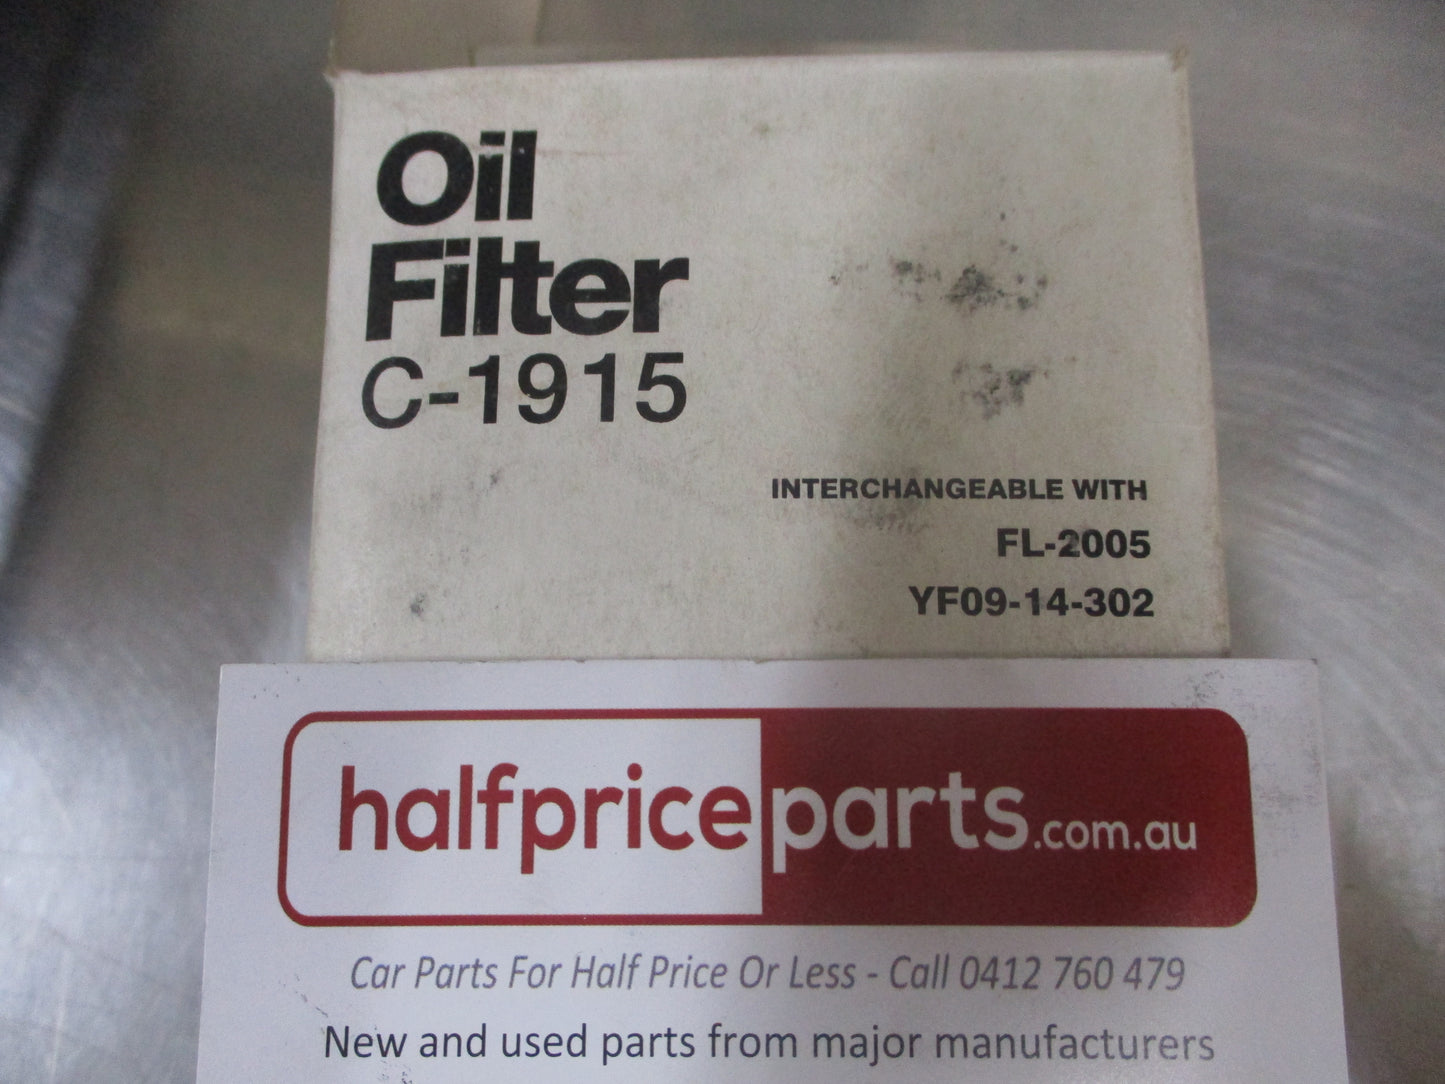 Oil
Filter
C-1915
INTERCHANGEABLE WITH
FL-2005
YF09-14-302
halfpriceparts.com.au
Car Parts For Half Price Or Less - Call 0412 760 479
New and used parts from major manufacturers